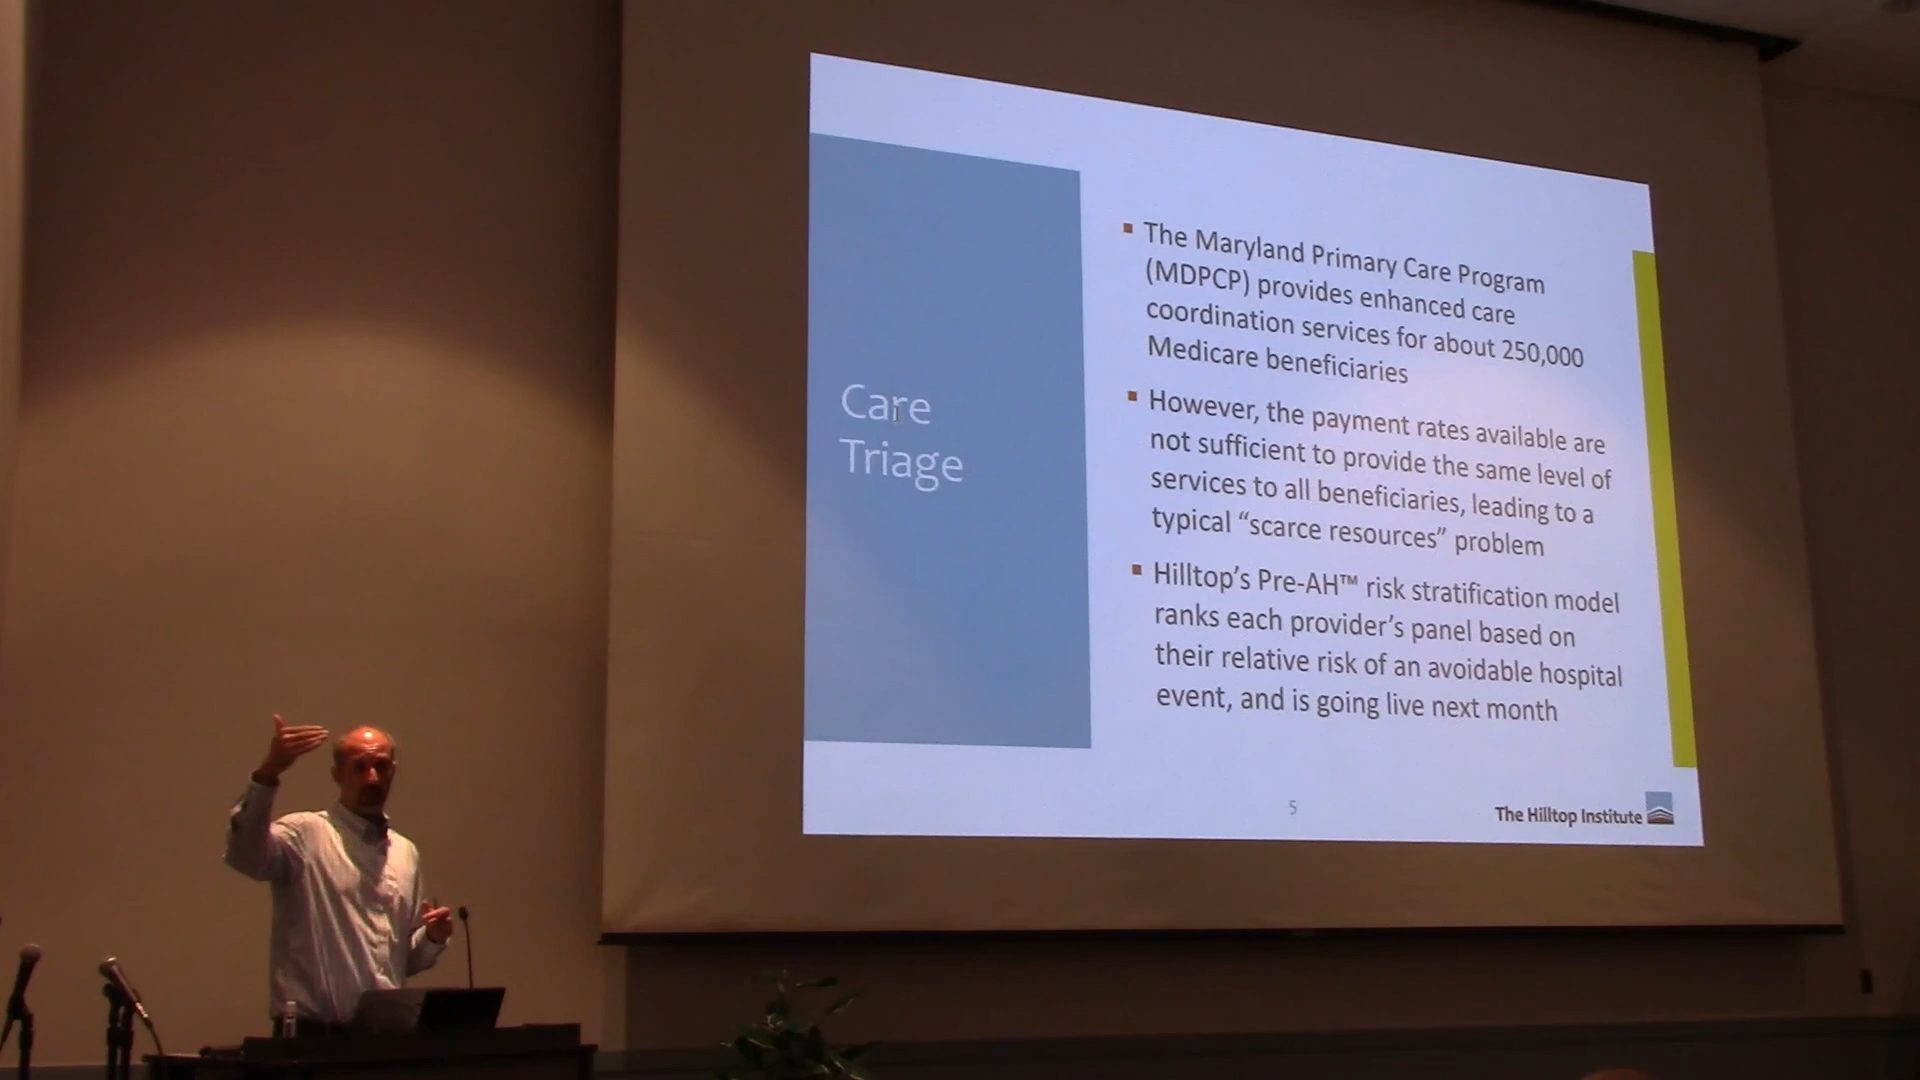 Care
Triage
The Maryland Primary Care Program
(MDPCP) provides enhanced care
coordination services for about 250,000
Medicare beneficiaries
However, the payment rates available are
not sufficient to provide the same level of
services to all beneficiaries, leading to a
typical “scarce resources” problem
Hilltop’s Pre-AH™ risk stratification model
ranks each provider’s panel based on
their relative risk of an avoidable hospital
event, and is going live next month
5
The Hilltop Institute